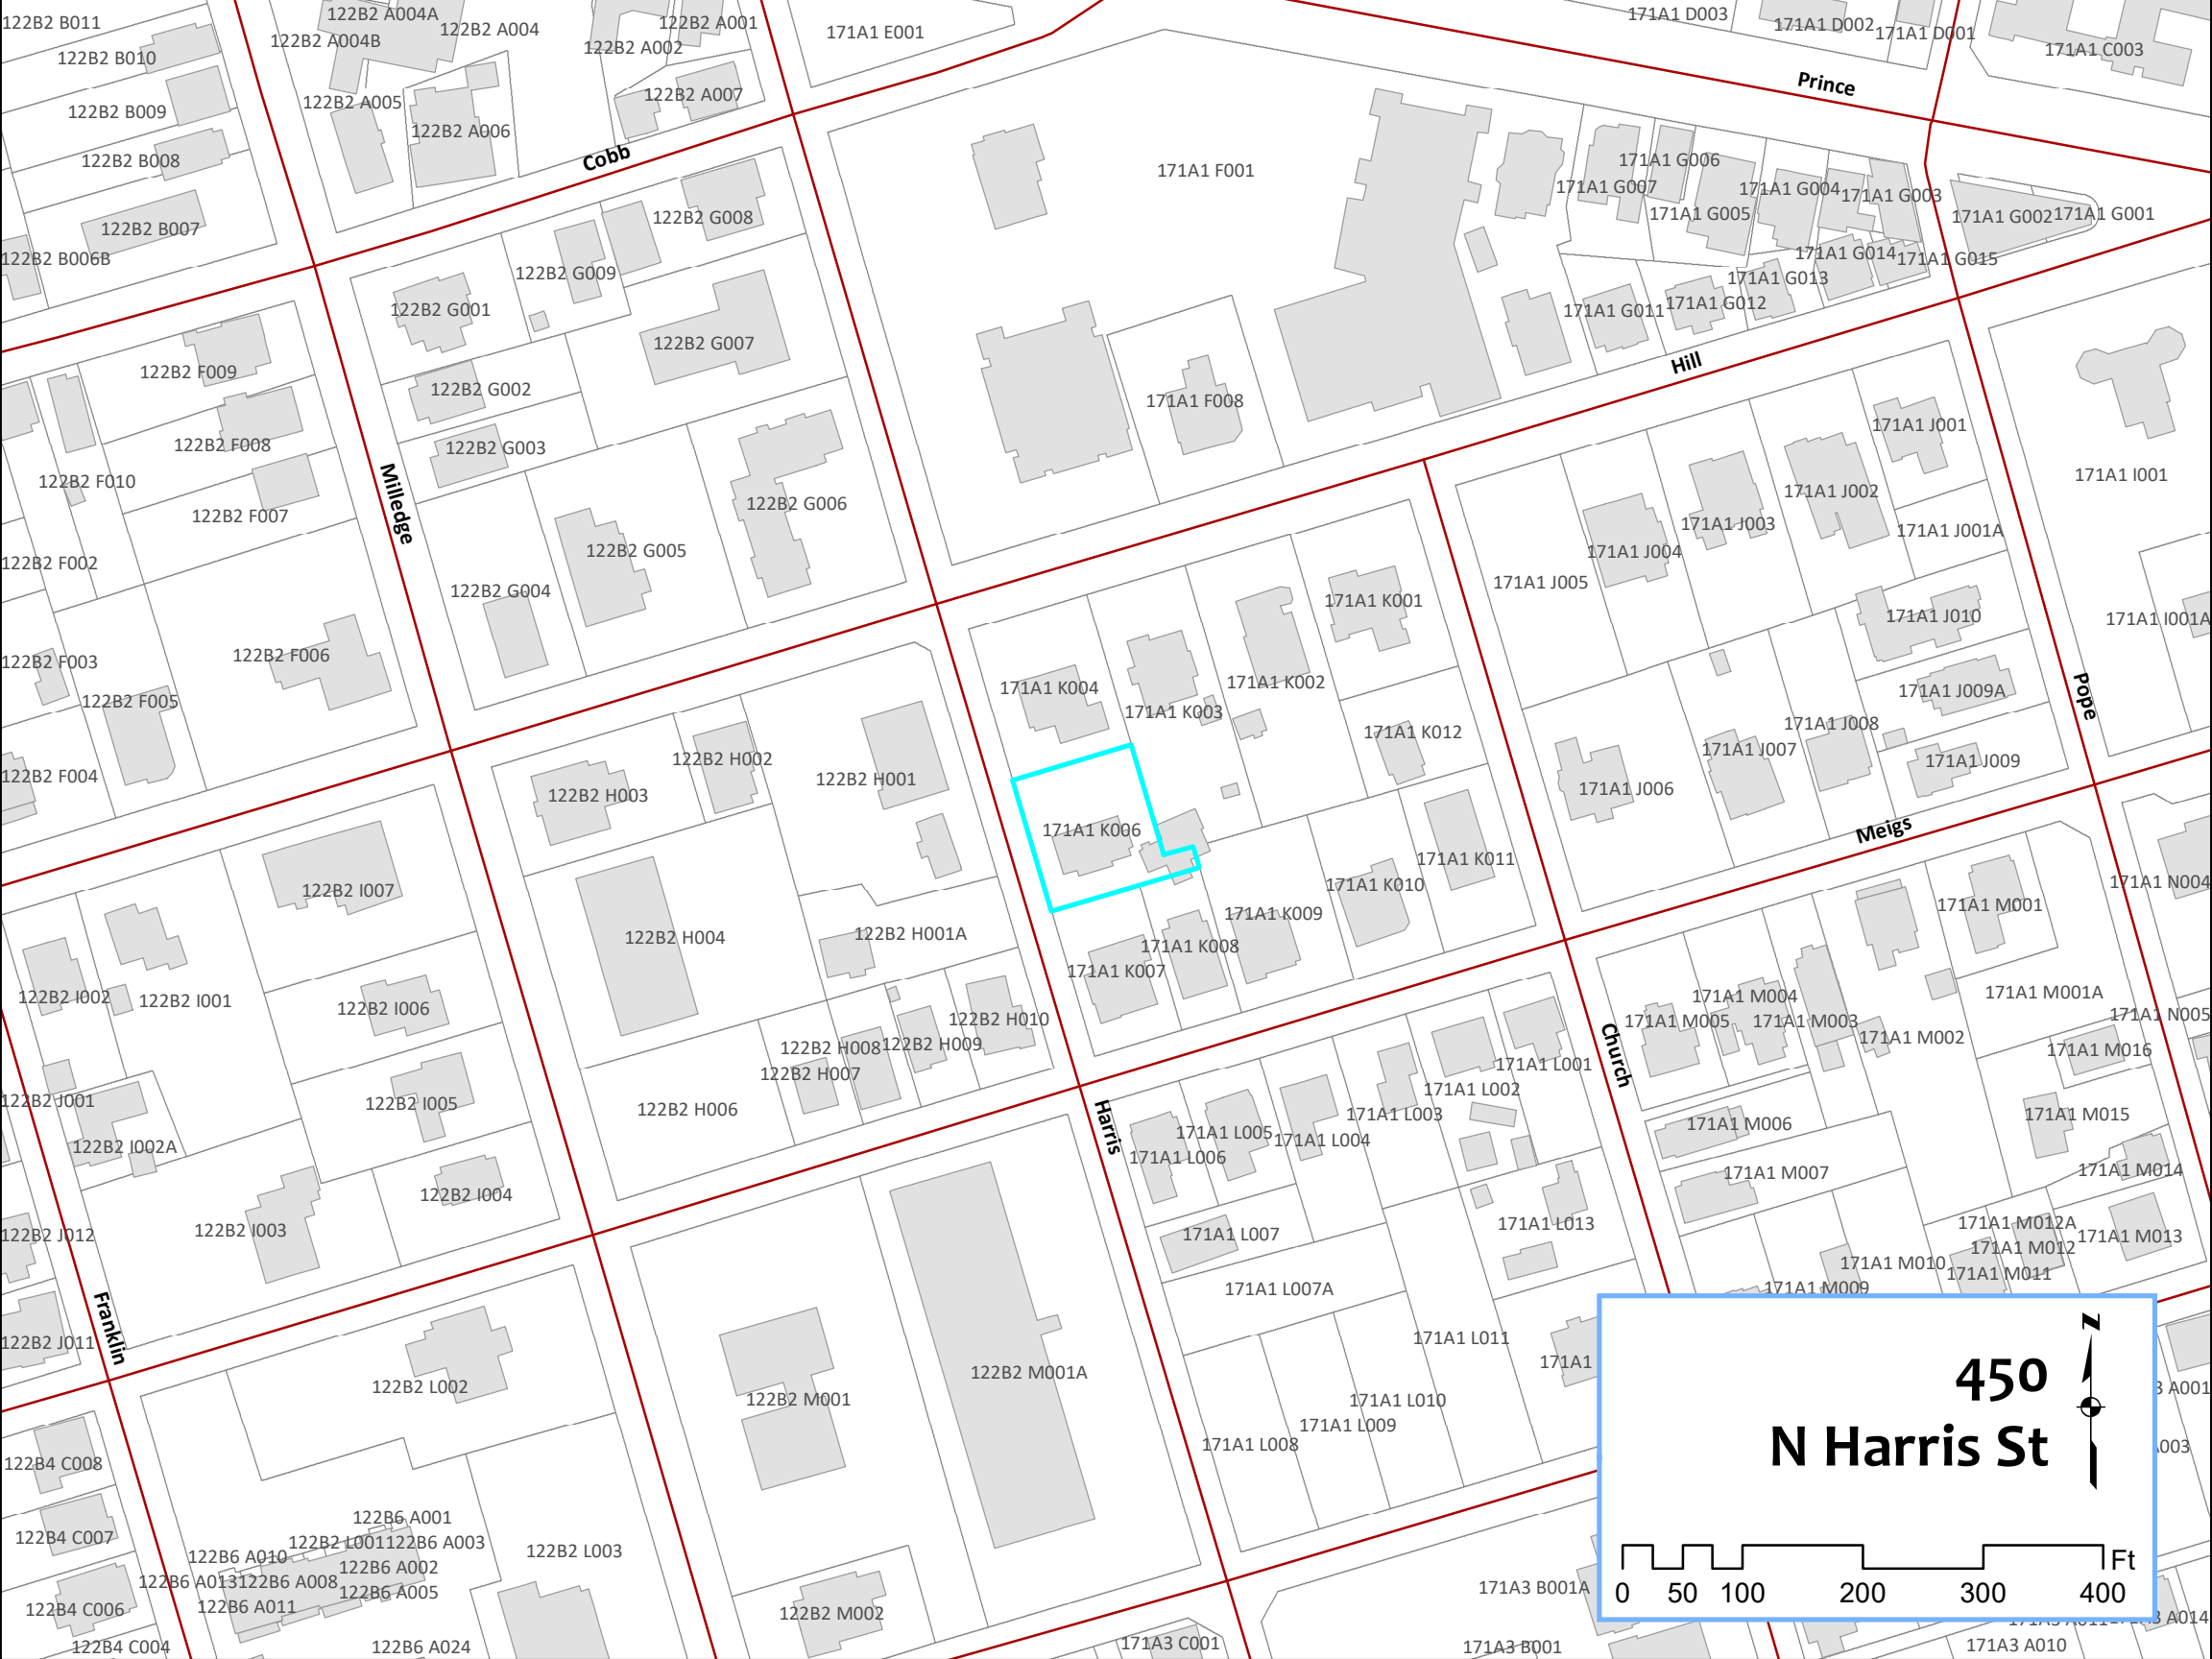 122B2 B011
122B2 A004A
122B2 A004B
122B2 A004
122B2 A001
122B2 A002
171A1 E001
171A1 D003
171A1 D002
171A1 D001
171A1 C003
122B2 B010
122B2 B009
122B2 A005
122B2 A006
122B2 A007
Prince
122B2 B008
Cobb
171A1 F001
171A1 G006
171A1 G007
171A1 G005
171A1 G004
171A1 G003
171A1 G002
171A1 G001
122B2 B007
122B2 B006B
122B2 G008
122B2 G009
171A1 G014
171A1 G015
171A1 G013
171A1 G012
171A1 G011
122B2 G001
122B2 G007
Hill
122B2 F009
122B2 G002
171A1 F008
122B2 F008
122B2 G003
171A1 J001
122B2 F010
Milledge
122B2 G006
171A1 J002
171A1 I001
122B2 F007
171A1 J003
171A1 J001A
122B2 F002
122B2 G005
171A1 J004
122B2 G004
171A1 J005
171A1 K001
171A1 J010
171A1 I001A
122B2 F003
122B2 F006
171A1 K004
171A1 K002
171A1 J009A
Pope
122B2 F005
171A1 K003
171A1 K012
171A1 J008
171A1 J007
122B2 F004
122B2 H002
122B2 H003
122B2 H001
171A1 J006
171A1 J009
171A1 K006
Meigs
171A1 K011
122B2 I007
171A1 K010
171A1 N004
122B2 H004
122B2 H001A
171A1 K009
171A1 K008
171A1 K007
171A1 M001
122B2 I002
122B2 I001
122B2 I006
122B2 H010
171A1 M004
171A1 M001A
171A1 M005
171A1 M003
171A1 N005
171A1 M002
122B2 H008
122B2 H009
122B2 H007
Church
171A1 M016
171A1 L001
171A1 L002
122B2 J001
122B2 I005
122B2 H006
Harris
171A1 L003
171A1 M015
171A1 M006
122B2 I002A
171A1 L005
171A1 L004
171A1 L006
171A1 M007
171A1 M014
122B2 I004
122B2 I003
122B2 J012
171A1 L007
171A1 L013
171A1 M012A
171A1 M012
171A1 M013
171A1 M010
171A1 M011
171A1 M009
171A1 L007A
Franklin
122B2 J011
171A1 L011
171A1
122B2 L002
122B2 M001
122B2 M001A
171A1 L010
171A1 L009
171A1 L008
450
N Harris St
N
A001
122B4 C008
122B4 C007
122B6 A001
122B2 L001
122B6 A003
122B6 A010
122B6 A002
122B6 A013
122B6 A008
122B6 A005
122B6 A011
122B2 L003
122B4 C006
122B2 M002
171A3 B001A
0 50 100 200 300 400 Ft
122B4 C004
122B6 A024
171A3 C001
171A3 B001
171A3 A010